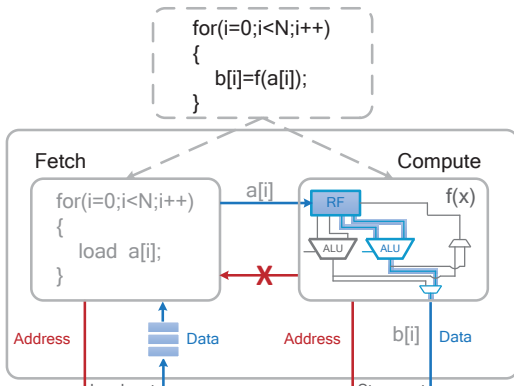 for(i=0;i<N;i++)
{
b[i]=f(a[i]);
}
Fetch
Compute
for(i=0;i<N;i++)
{
load a[i];
}
a[i]
f(x)
RF
ALU
ALU
X
Address
Data
Address
b[i]
Data